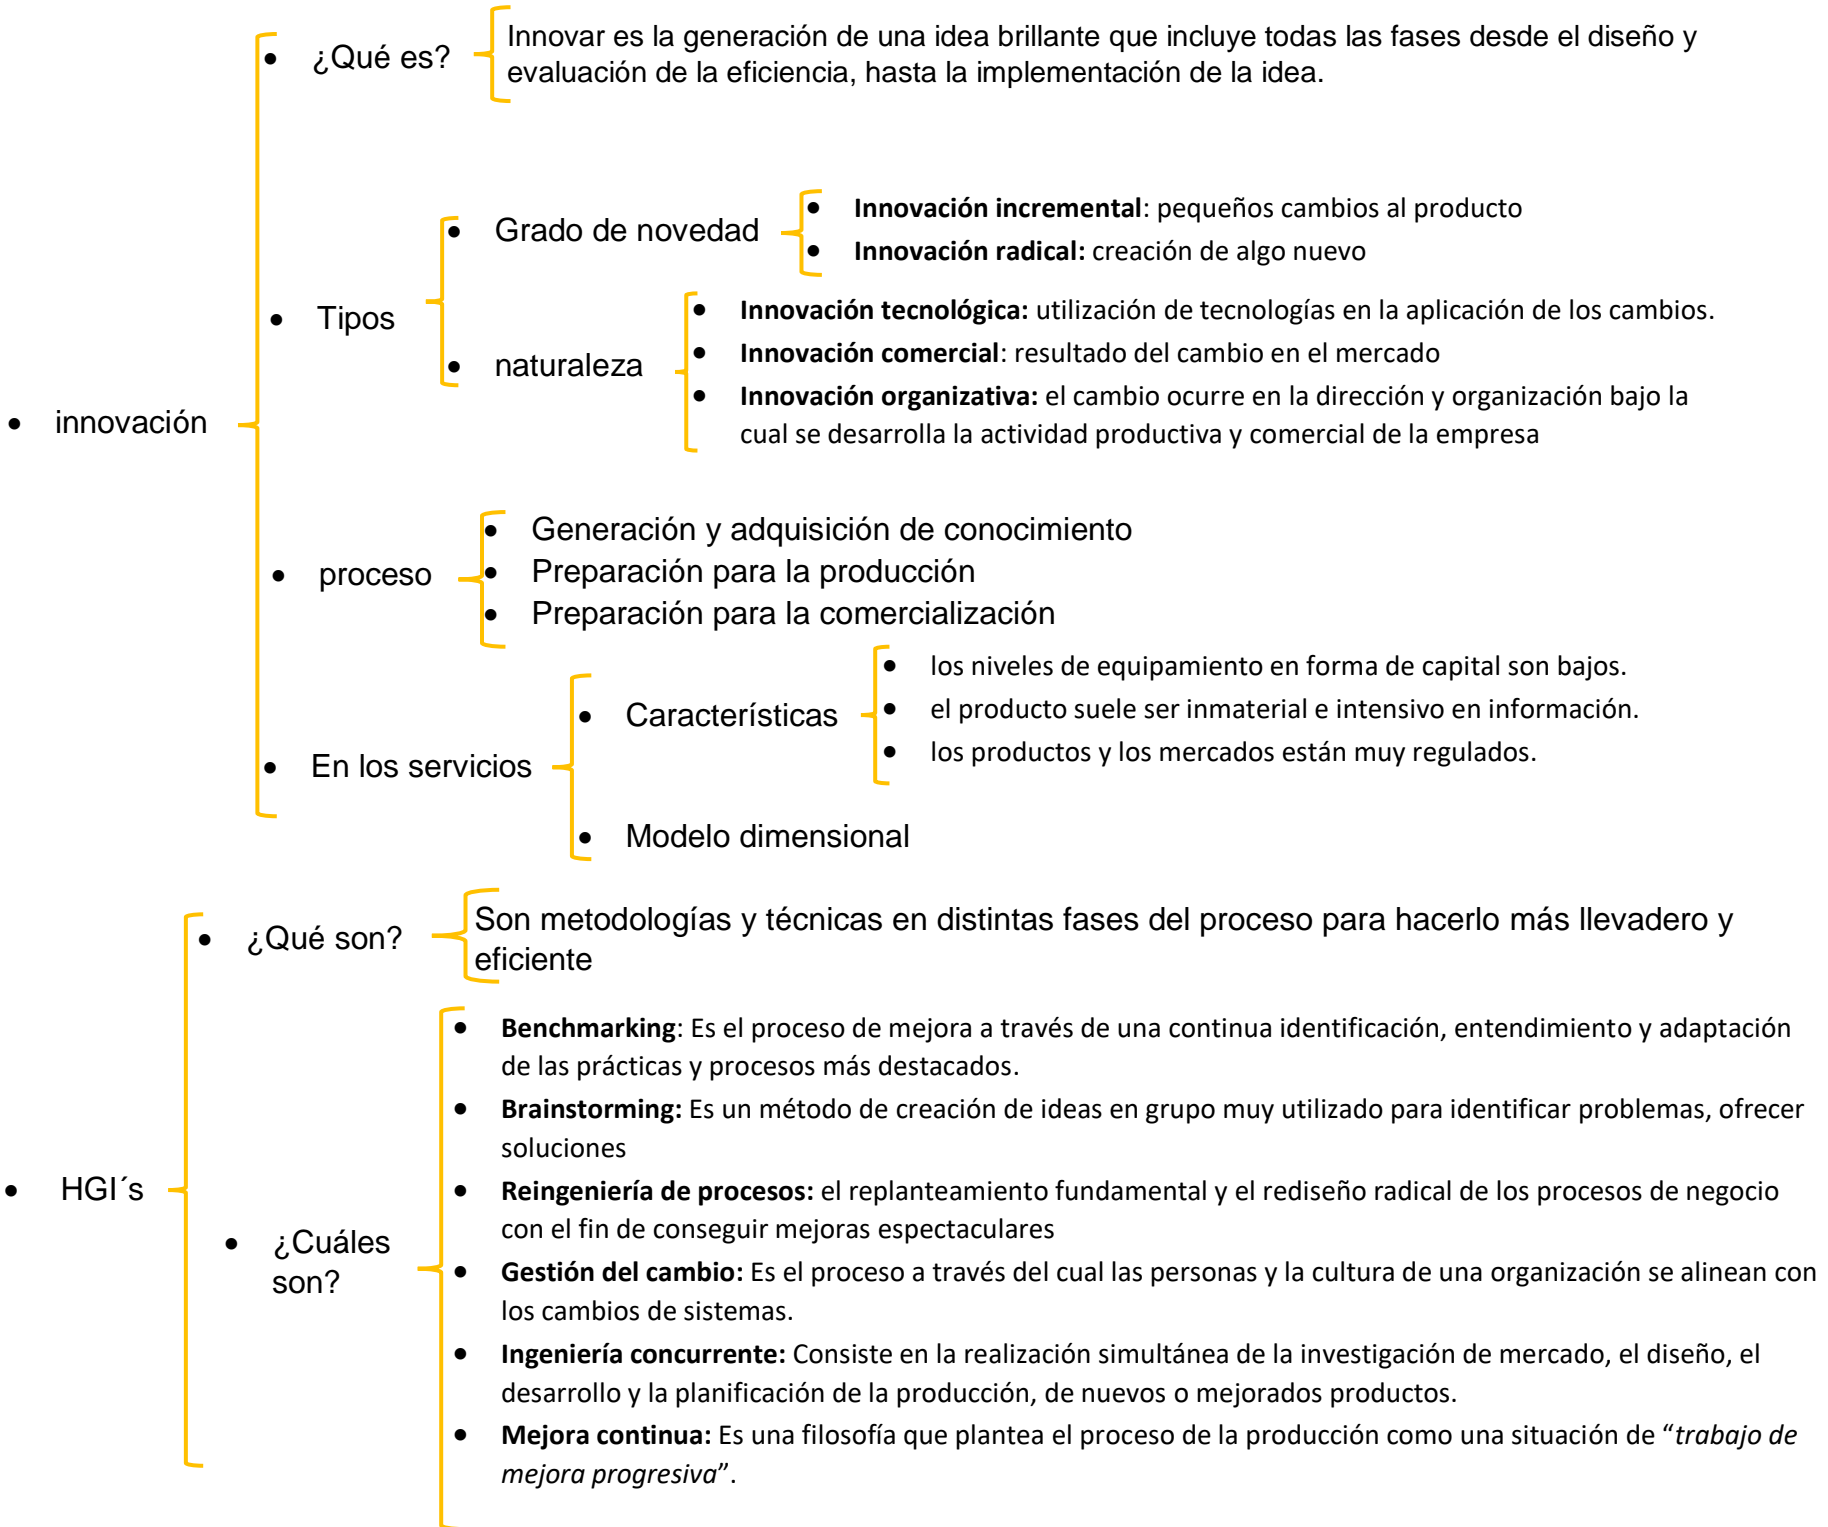 ¿Qué es?
Innovar es la generación de una idea brillante que incluye todas las fases desde el diseño y
evaluación de la eficiencia, hasta la implementación de la idea.
Grado de novedad
Innovación incremental: pequeños cambios al producto
Innovación radical: creación de algo nuevo
Tipos
naturaleza
Innovación tecnológica: utilización de tecnologías en la aplicación de los cambios.
Innovación comercial: resultado del cambio en el mercado
Innovación organizativa: el cambio ocurre en la dirección y organización bajo la
cual se desarrolla la actividad productiva y comercial de la empresa
innovación
proceso
Generación y adquisición de conocimiento
Preparación para la producción
Preparación para la comercialización
En los servicios
Características
los niveles de equipamiento en forma de capital son bajos.
el producto suele ser inmaterial e intensivo en información.
los productos y los mercados están muy regulados.
Modelo dimensional
¿Qué son?
Son metodologías y técnicas en distintas fases del proceso para hacerlo más llevadero y
eficiente
HGI´s
¿Cuáles
son?
Benchmarking: Es el proceso de mejora a través de una continua identificación, entendimiento y adaptación
de las prácticas y procesos más destacados.
Brainstorming: Es un método de creación de ideas en grupo muy utilizado para identificar problemas, ofrecer
soluciones
Reingeniería de procesos: el replanteamiento fundamental y el rediseño radical de los procesos de negocio
con el fin de conseguir mejoras espectaculares
Gestión del cambio: Es el proceso a través del cual las personas y la cultura de una organización se alinean con
los cambios de sistemas.
Ingeniería concurrente: Consiste en la realización simultánea de la investigación de mercado, el diseño, el
desarrollo y la planificación de la producción, de nuevos o mejorados productos.
Mejora continua: Es una filosofía que plantea el proceso de la producción como una situación de “trabajo de
mejora progresiva”.